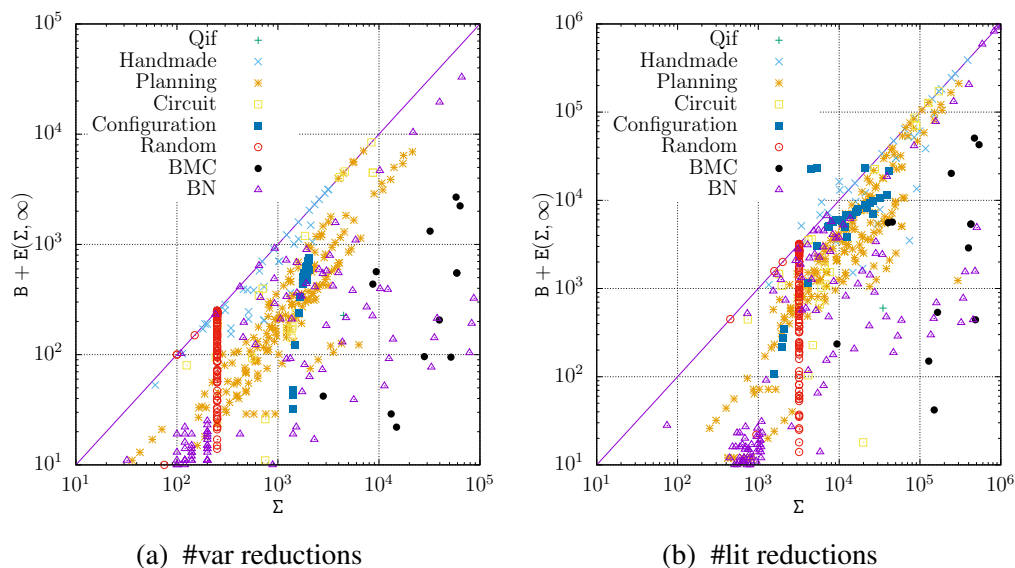 10^5
10^4
10^3
10^2
10^1
B + E(Σ, ∞)
Qif
Handmade
Planning
Circuit
Configuration
Random
BMC
BN
10^1 10^2 10^3 10^4 10^5
Σ
(a) #var reductions
10^6
10^5
10^4
10^3
10^2
10^1
B + E(Σ, ∞)
Qif
Handmade
Planning
Circuit
Configuration
Random
BMC
BN
10^1 10^2 10^3 10^4 10^5 10^6
Σ
(b) #lit reductions